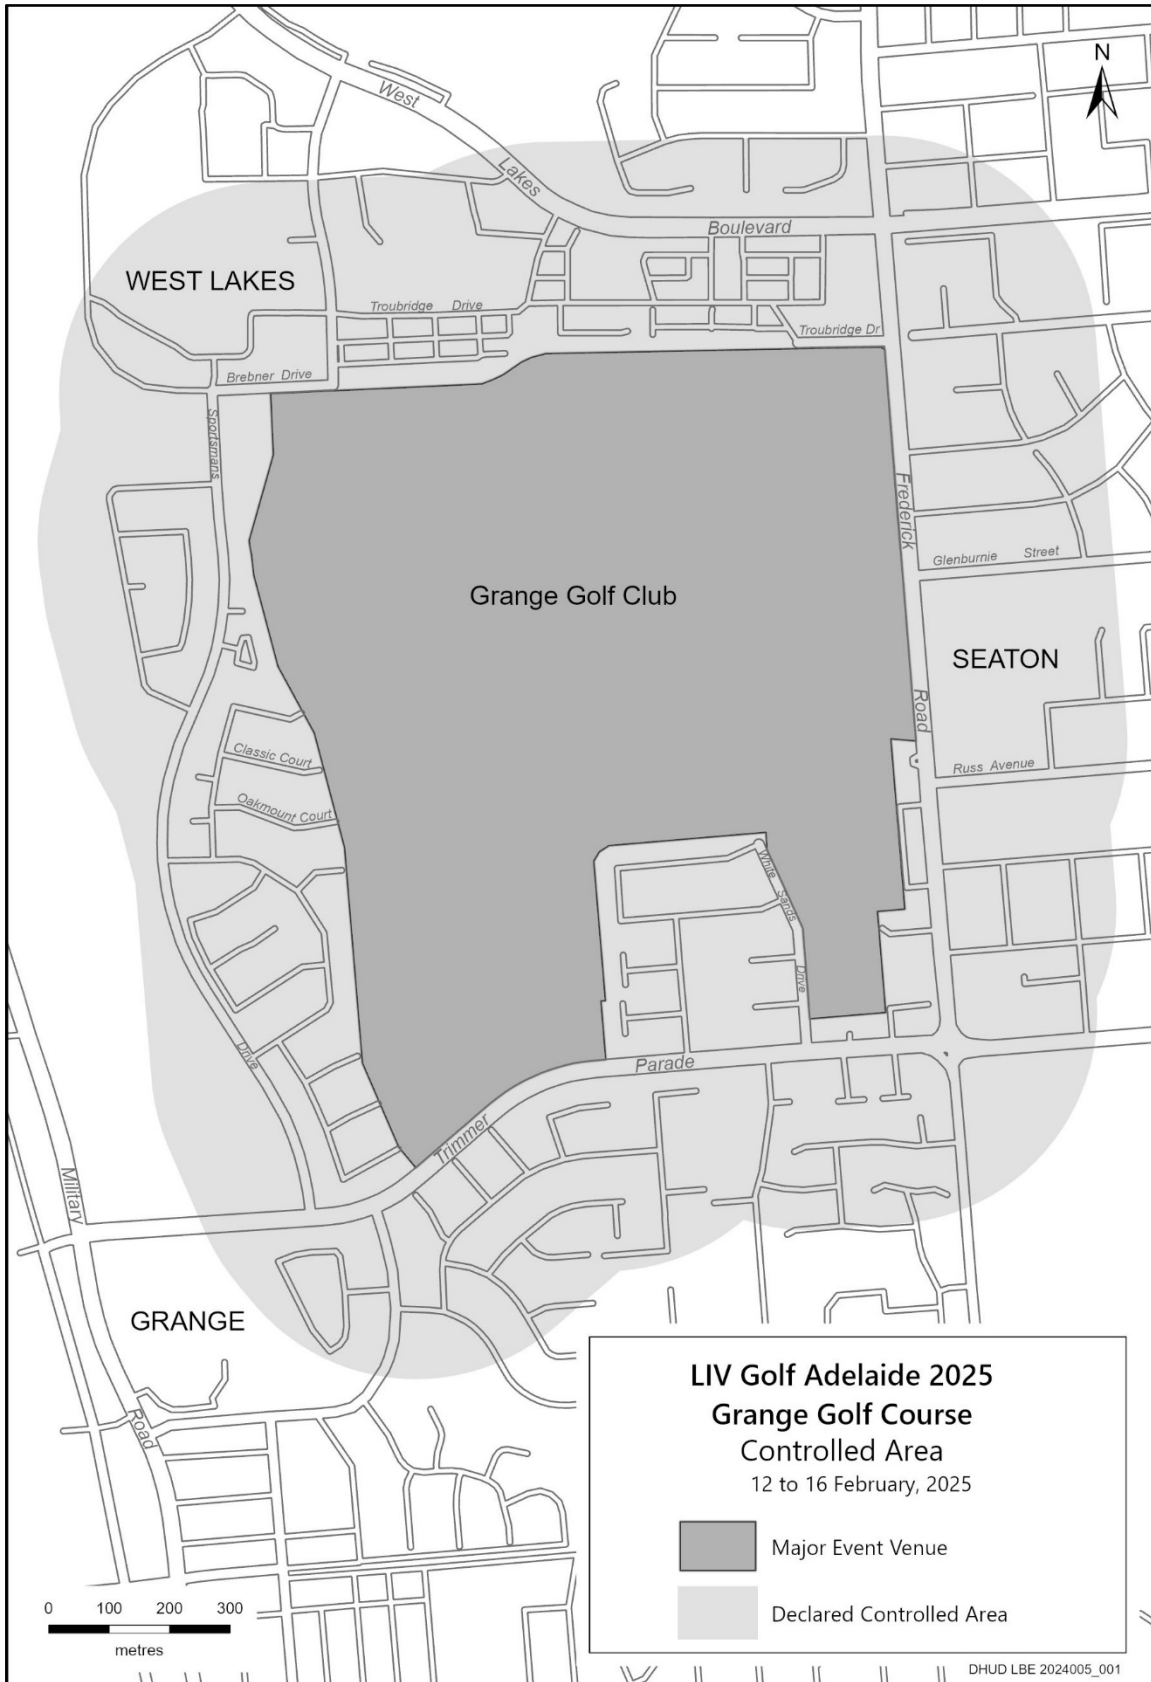 N
West
Lakes
Boulevard
WEST LAKES
Troubridge Drive
Troubridge Dr
Brebner Drive
Sportsmans
Frederick
Glenburnie Street
Grange Golf Club
SEATON
Road
Classic Court
Russ Avenue
Oakmount Court
White Sands
Drive
Drive
Parade
Trimmer
Military
GRANGE
Road
LIV Golf Adelaide 2025
Grange Golf Course
Controlled Area
12 to 16 February, 2025
Major Event Venue
Declared Controlled Area
0 100 200 300
metres
DHUD LBE 2024005_001